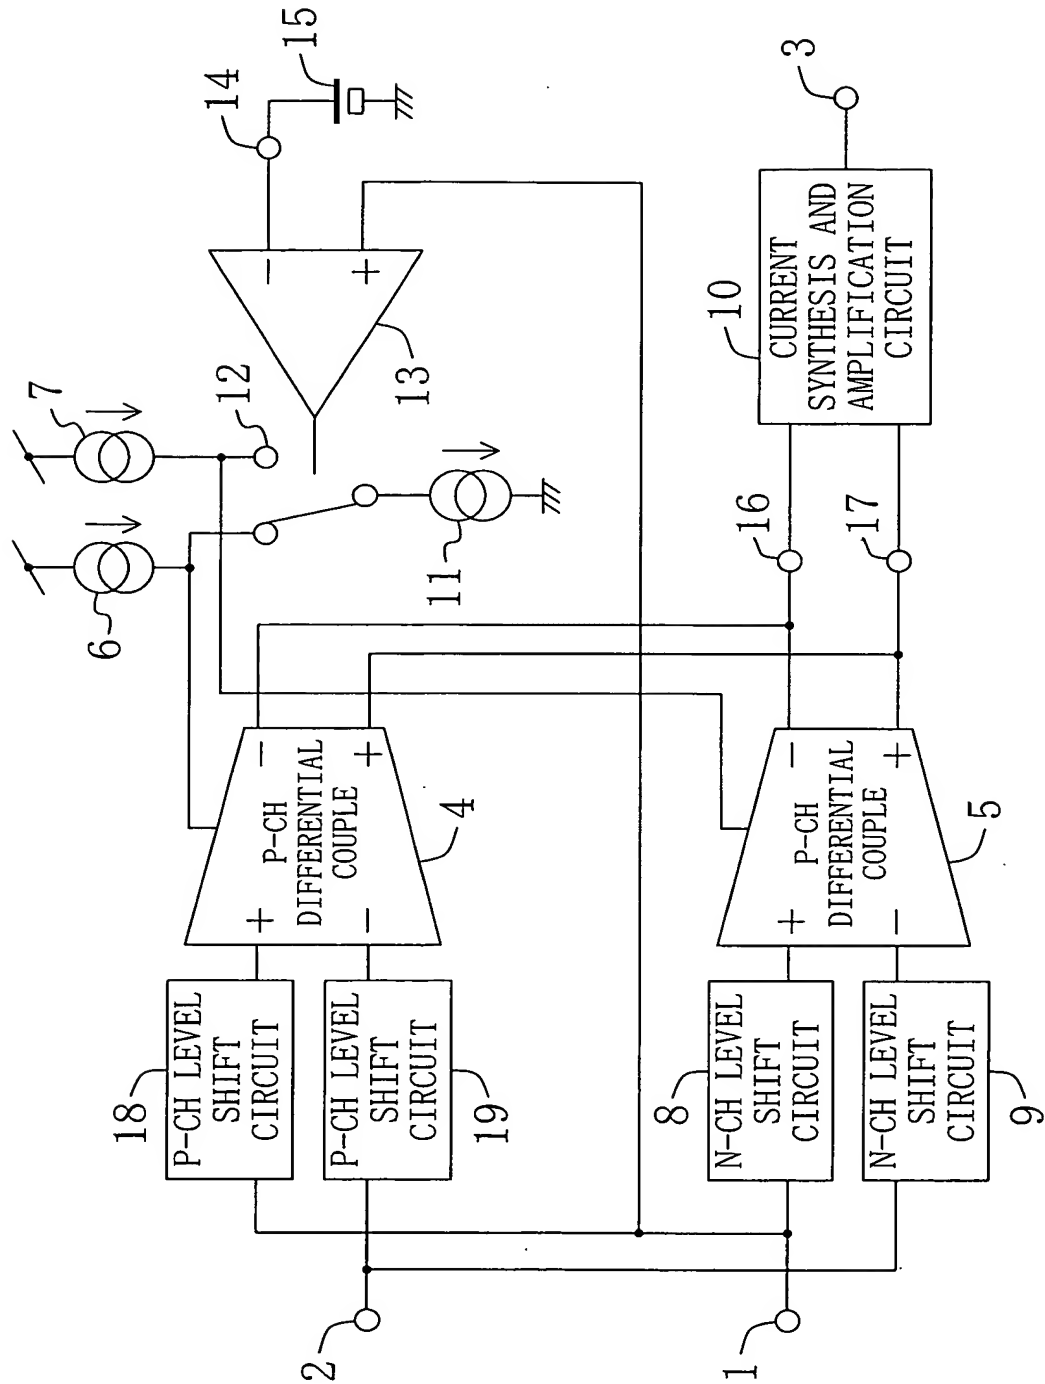 2
1
18
P-CH LEVEL
SHIFT
CIRCUIT
P-CH LEVEL
SHIFT
CIRCUIT
19
8
N-CH LEVEL
SHIFT
CIRCUIT
N-CH LEVEL
SHIFT
CIRCUIT
9
+
−
P-CH
DIFFERENTIAL
COUPLE
−
+
4
+
−
P-CH
DIFFERENTIAL
COUPLE
−
+
5
6
7
11
12
13
−
+
14
15
16
17
10
CURRENT
SYNTHESIS AND
AMPLIFICATION
CIRCUIT
3